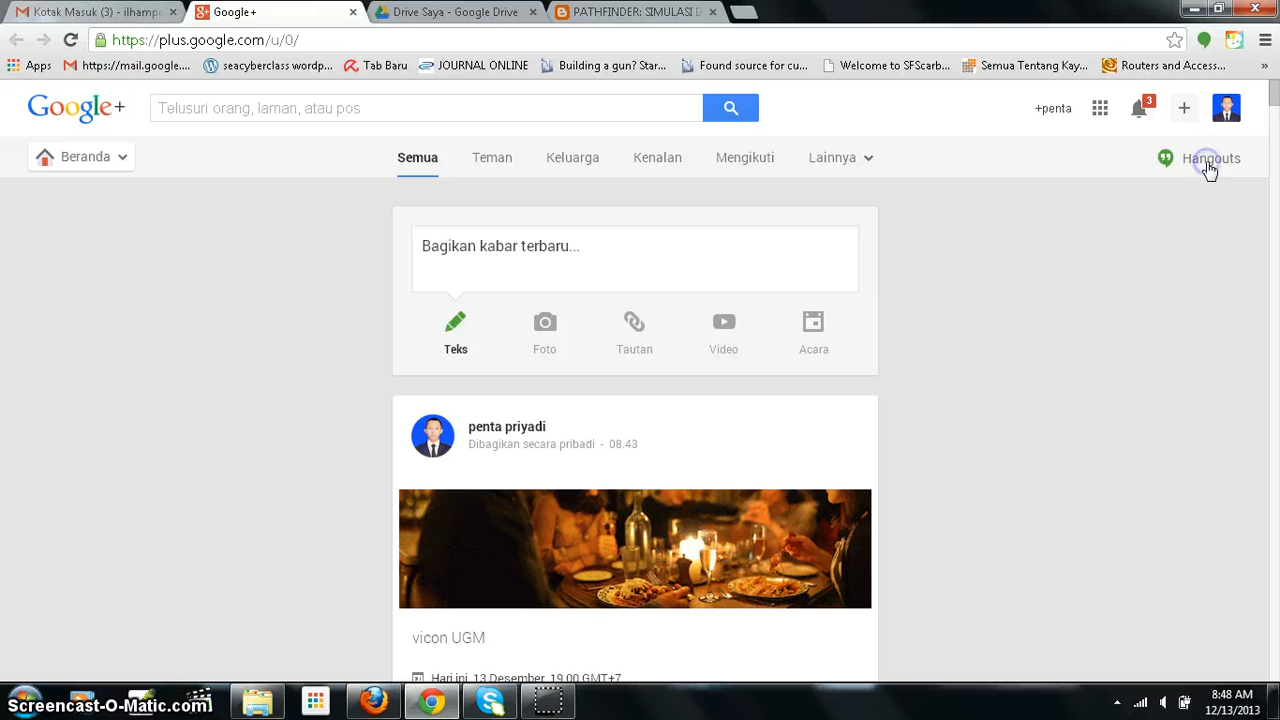 Kotak Masuk (3) - ilhampe
Google+
Drive Saya - Google Drive
PATHFINDER: SIMULASI D
https://plus.google.com/u/0/
Apps
https://mail.google....
seacyberclass wordp...
Tab Baru
JOURNAL ONLINE
Building a gun? Star...
Found source for cu...
Welcome to SFScarb...
Semua Tentang Kay...
Routers and Access...
»
Google+
Telusuri orang, laman, atau pos
+penta
3
Beranda
Semua
Teman
Keluarga
Kenalan
Mengikuti
Lainnya
Hangouts
Bagikan kabar terbaru...
Teks
Foto
Tautan
Video
Acara
penta priyadi
Dibagikan secara pribadi - 08.43
vicon UGM
Hari ini, 13 Desember, 19.00 GMT+7
Screencast-O-Matic.com
8:48 AM
12/13/2013